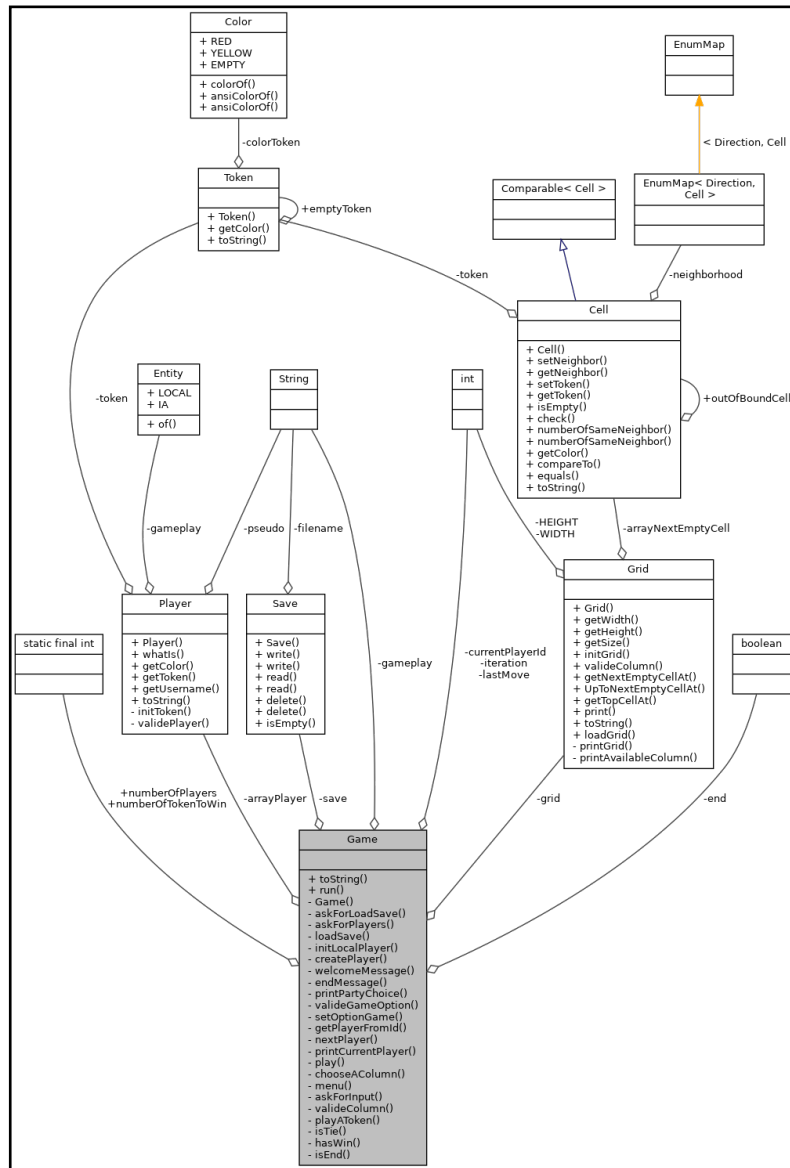 Color
+ RED
+ YELLOW
+ EMPTY
+ colorOf()
+ ansiColorOf()
+ ansiColorOf()
EnumMap
-colorToken
< Direction, Cell
Token
+ Token()
+ getColor()
+ toString()
+emptyToken
Comparable< Cell >
EnumMap< Direction,
Cell >
-token
-neighborhood
Cell
+ Cell()
+ setNeighbor()
+ getNeighbor()
+ setToken()
+ getToken()
+ isEmpty()
+ check()
+ numberOfSameNeighbor()
+ numberOfSameNeighbor()
+ getColor()
+ compareTo()
+ equals()
+ toString()
+outOfBoundCell
Entity
+ LOCAL
+ IA
+ of()
String
int
-token
-gameplay
-pseudo
-filename
-HEIGHT
-WIDTH
-arrayNextEmptyCell
static final int
Player
+ Player()
+ whatIs()
+ getColor()
+ getToken()
+ getUsername()
+ toString()
- initToken()
- validePlayer()
Save
+ Save()
+ write()
+ write()
+ read()
+ read()
+ delete()
+ delete()
+ isEmpty()
-gameplay
-currentPlayerId
-iteration
-lastMove
Grid
+ Grid()
+ getWidth()
+ getHeight()
+ getSize()
+ initGrid()
+ valideColumn()
+ getNextEmptyCellAt()
+ UpToNextEmptyCellAt()
+ getTopCellAt()
+ print()
+ toString()
+ loadGrid()
- printGrid()
- printAvailableColumn()
boolean
+numberOfPlayers
+numberOfTokenToWin
-arrayPlayer
-save
-grid
-end
Game
+ toString()
+ run()
- Game()
- askForLoadSave()
- askForPlayers()
- loadSave()
- initLocalPlayer()
- createPlayer()
- welcomeMessage()
- endMessage()
- printPartyChoice()
- valideGameOption()
- setOptionGame()
- getPlayerFromId()
- nextPlayer()
- printCurrentPlayer()
- play()
- chooseAColumn()
- menu()
- askForInput()
- valideColumn()
- playAToken()
- isTie()
- hasWin()
- isEnd()